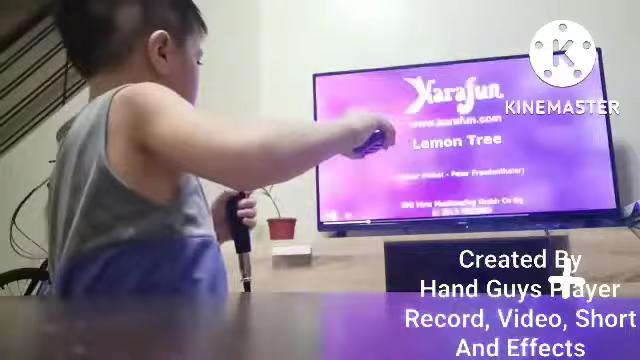 KaraFun
www.karafun.com
Lemon Tree
KINEMASTER
Created By
Hand Guys Player
Record, Video, Short
And Effects